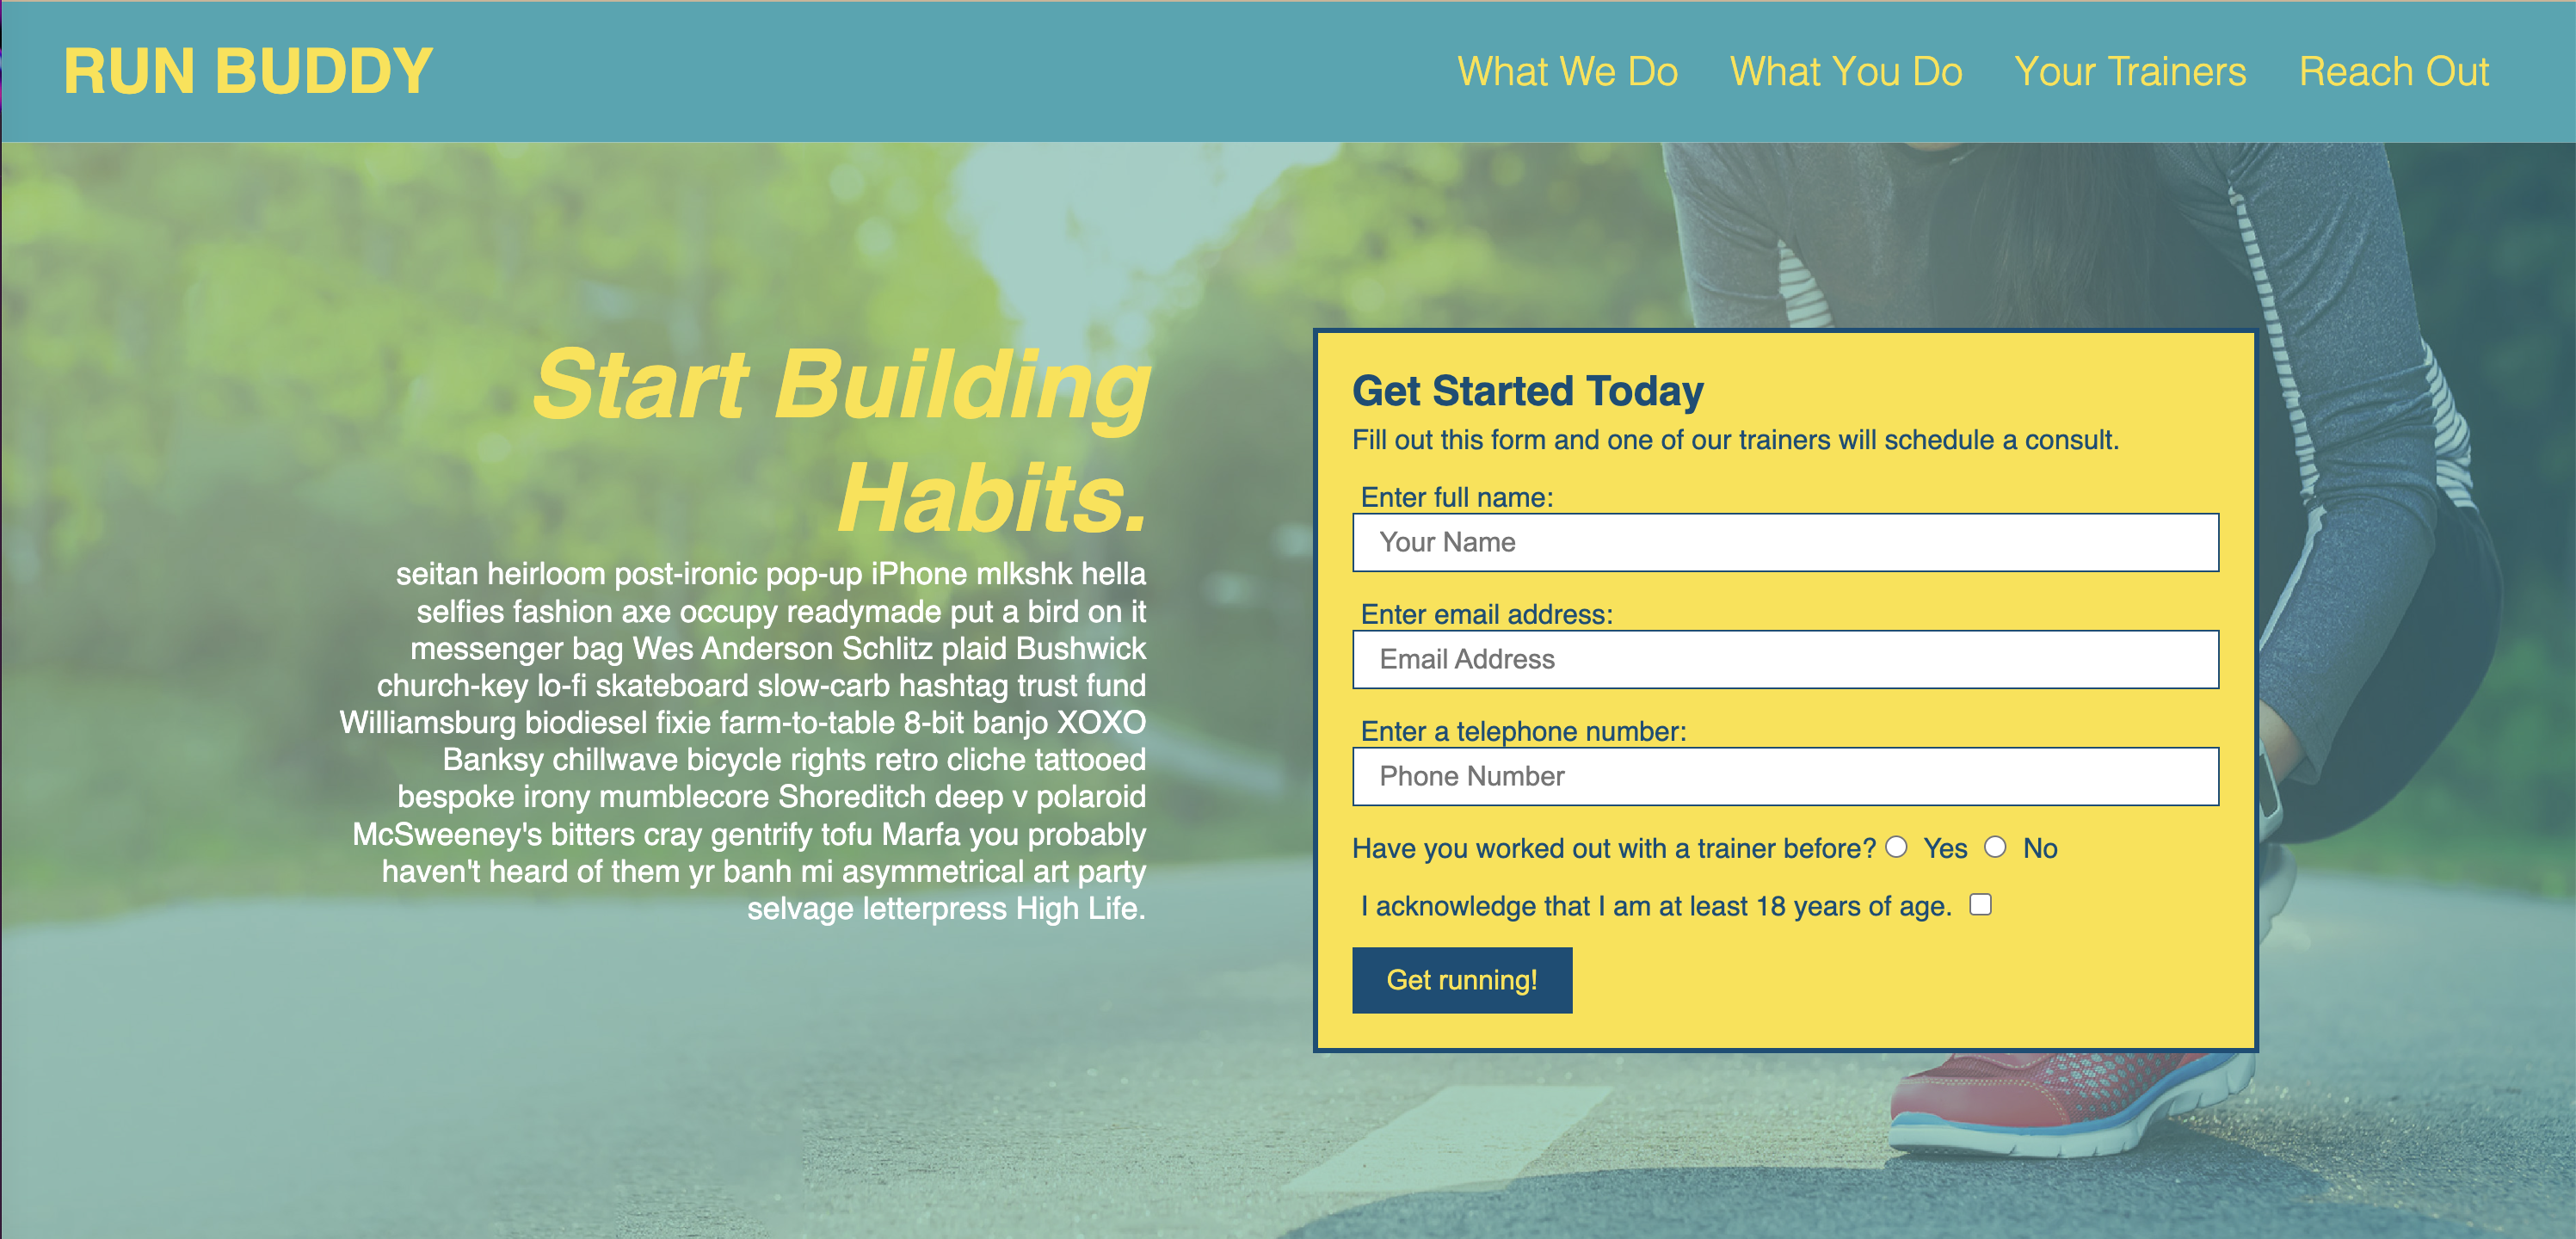 RUN BUDDY
What We Do What You Do Your Trainers Reach Out
Start Building
Habits.
seitan heirloom post-ironic pop-up iPhone mlkshk hella
selfies fashion axe occupy readymade put a bird on it
messenger bag Wes Anderson Schlitz plaid Bushwick
church-key lo-fi skateboard slow-carb hashtag trust fund
Williamsburg biodiesel fixie farm-to-table 8-bit banjo XOXO
Banksy chillwave bicycle rights retro cliche tattooed
bespoke irony mumblecore Shoreditch deep v polaroid
McSweeney's bitters cray gentrify tofu Marfa you probably
haven't heard of them yr banh mi asymmetrical art party
selvage letterpress High Life.
Get Started Today
Fill out this form and one of our trainers will schedule a consult.
Enter full name:
Your Name
Enter email address:
Email Address
Enter a telephone number:
Phone Number
Have you worked out with a trainer before? Yes No
I acknowledge that I am at least 18 years of age.
Get running!